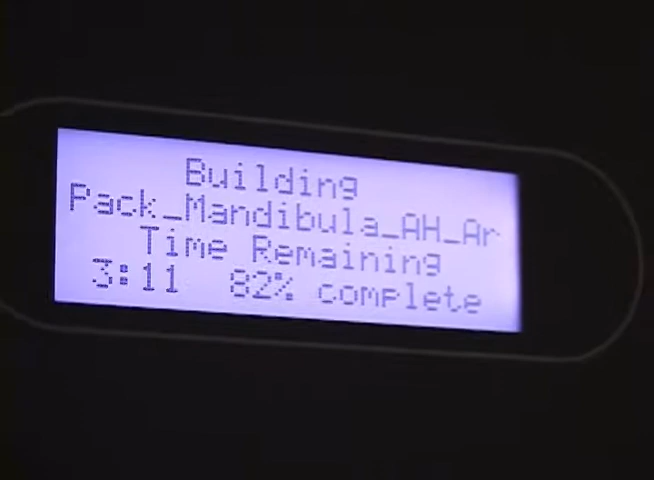 Building
Pack_Mandibula_AH_Ar
Time Remaining
3:11 82% complete